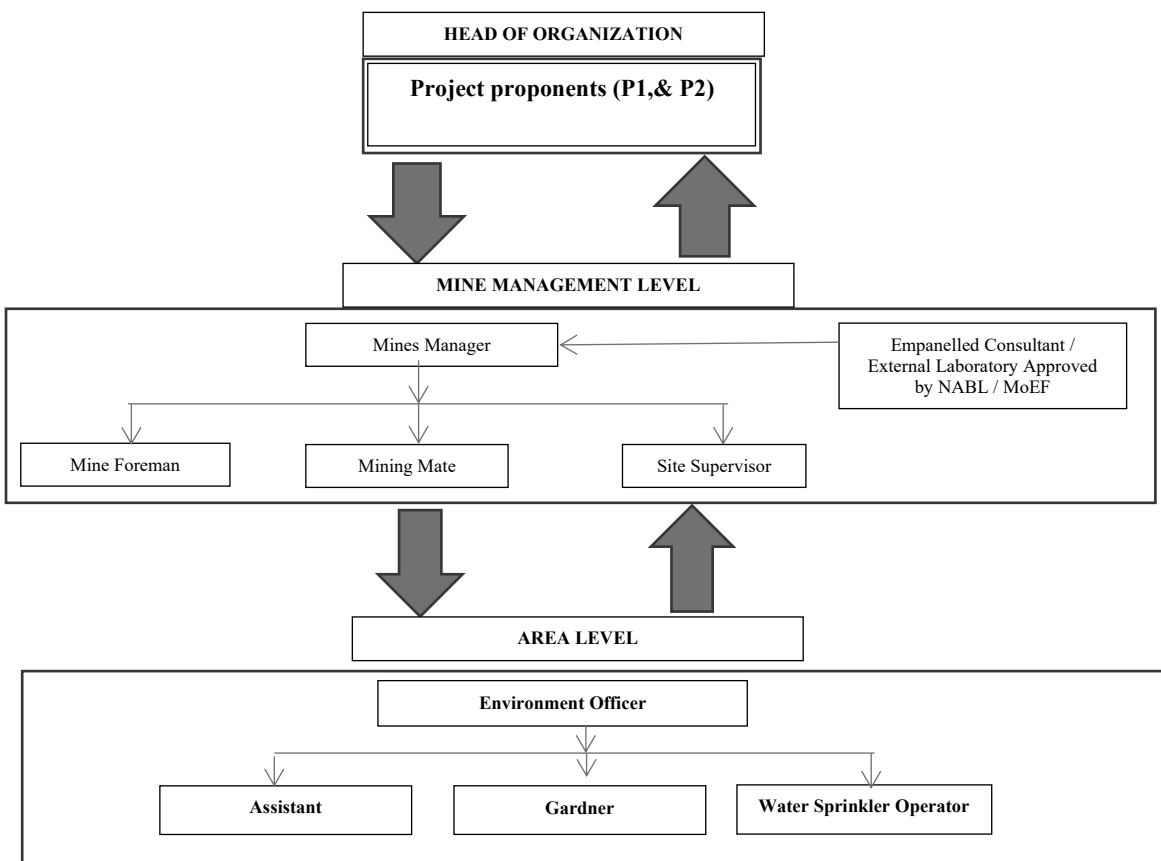 HEAD OF ORGANIZATION
Project proponents (P1,& P2)
MINE MANAGEMENT LEVEL
Mines Manager
Empanelled Consultant /
External Laboratory Approved
by NABL / MoEF
Mine Foreman
Mining Mate
Site Supervisor
AREA LEVEL
Environment Officer
Assistant
Gardner
Water Sprinkler Operator